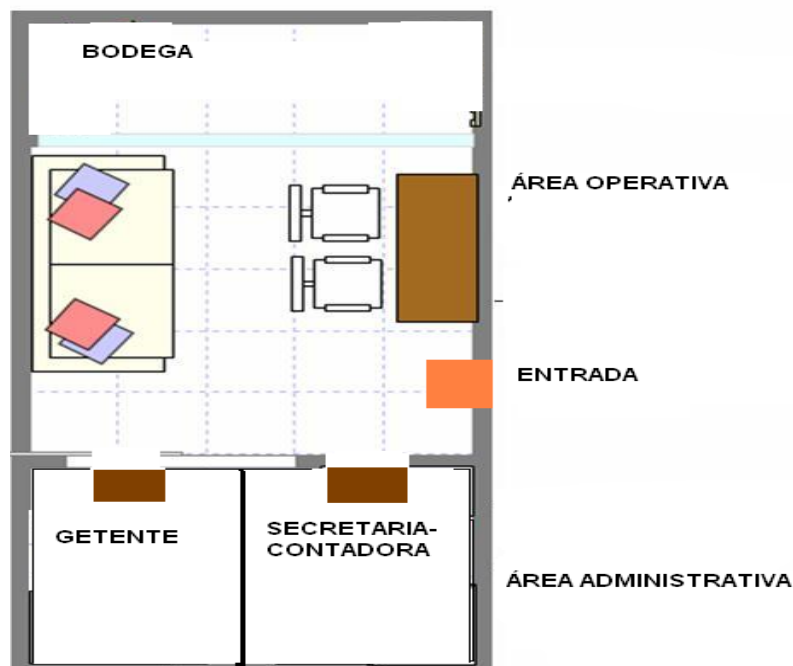 BODEGA
ÁREA OPERATIVA
ENTRADA
GETENTE
SECRETARIA-
CONTADORA
ÁREA ADMINISTRATIVA